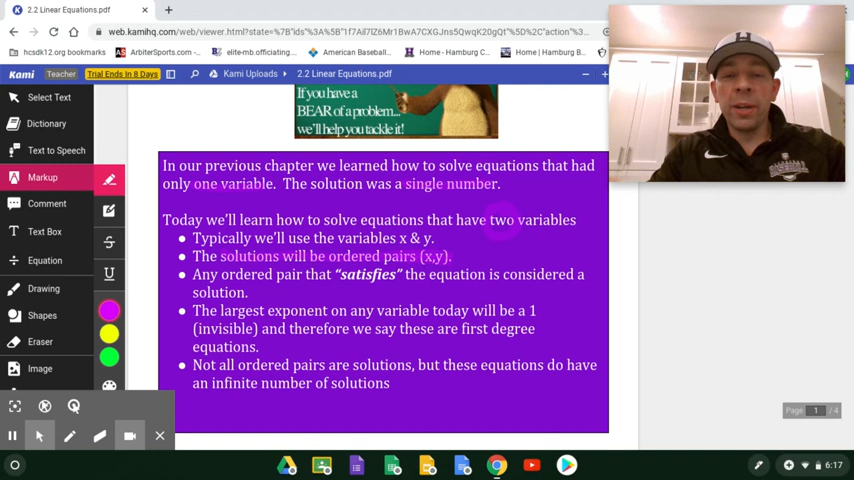 2.2 Linear Equations.pdf
web.kamihq.com/web/viewer.html?state=%7B"ids"%3A%5B"1f7Ail7IZ6Mr1BwA7CXGJns5QwqK20gQt"%5D%2C"action"...
hcsdk12.org bookmarks
ArbiterSports.com -...
elite-mb.officiating...
American Baseball...
Home - Hamburg C...
Home | Hamburg B...
Kami
Teacher
Trial Ends In 8 Days
Kami Uploads
2.2 Linear Equations.pdf
Select Text
Dictionary
Text to Speech
Markup
Comment
Text Box
Equation
Drawing
Shapes
Eraser
Image
If you have a
BEAR of a problem...
we'll help you tackle it!
In our previous chapter we learned how to solve equations that had
only one variable. The solution was a single number.
Today we'll learn how to solve equations that have two variables
● Typically we'll use the variables x & y.
● The solutions will be ordered pairs (x,y).
● Any ordered pair that "satisfies" the equation is considered a
solution.
● The largest exponent on any variable today will be a 1
(invisible) and therefore we say these are first degree
equations.
● Not all ordered pairs are solutions, but these equations do have
an infinite number of solutions
Page 1 / 4
6:17